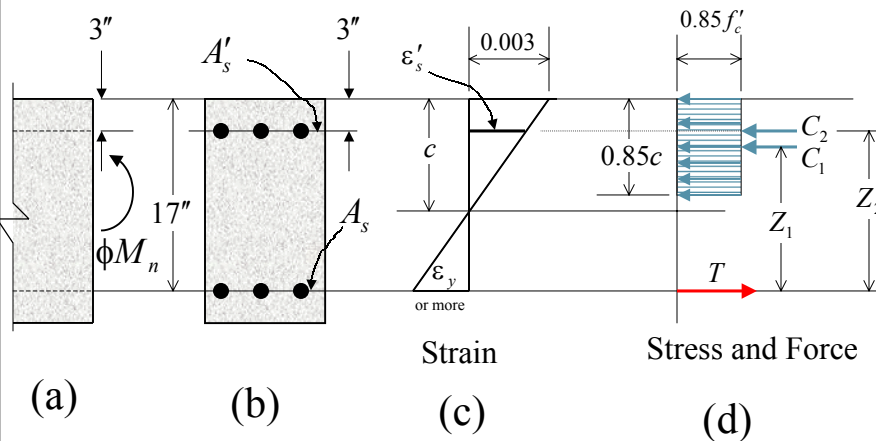 3″
A′s
3″
ε′s
0.003
0.85f′c
c
0.85c
C2
C1
17″
ϕMn
As
Z1
Z2
εy
or more
T
Strain
Stress and Force
(a)
(b)
(c)
(d)